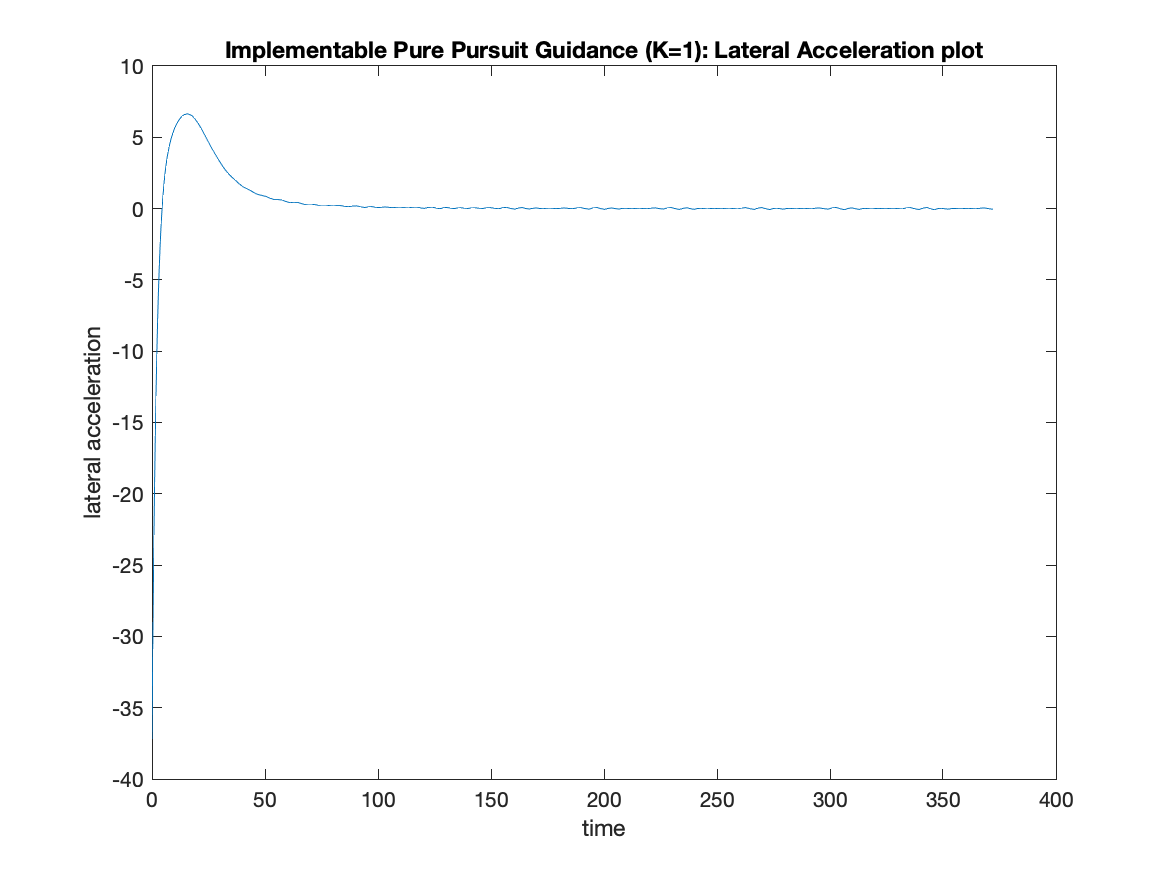 Implementable Pure Pursuit Guidance (K=1): Lateral Acceleration plot
10
5
0
-5
-10
-15
-20
-25
-30
-35
-40
lateral acceleration
0 50 100 150 200 250 300 350 400
time